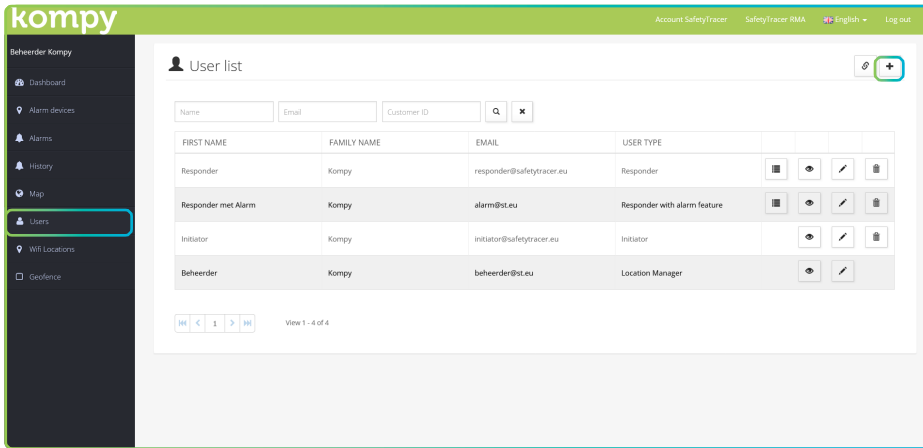 kompy
Account SafetyTracer SafetyTracer RMA English Log out
Beheerder Kompy
Dashboard
Alarm devices
Alarms
History
Map
Users
Wifi Locations
Geofence
User list
Name Email Customer ID
FIRST NAME FAMILY NAME EMAIL USER TYPE
Responder Kompy responder@safetytracer.eu Responder
Responder met Alarm Kompy alarm@st.eu Responder with alarm feature
Initiator Kompy initiator@safetytracer.eu Initiator
Beheerder Kompy beheerder@st.eu Location Manager
1 View 1 - 4 of 4